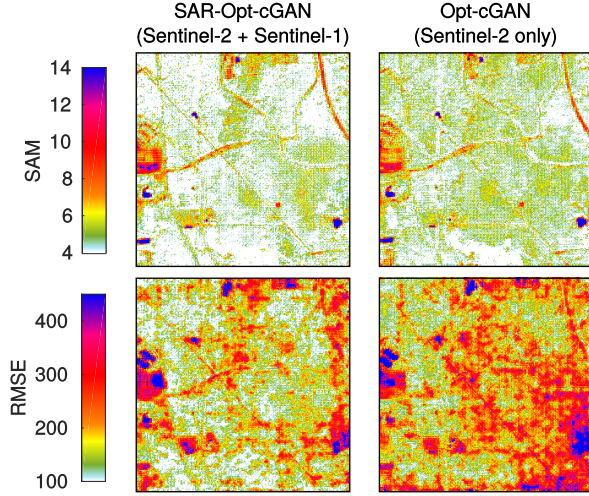 SAR-Opt-cGAN
(Sentinel-2 + Sentinel-1)
Opt-cGAN
(Sentinel-2 only)
14
12
10
8
6
4
SAM
400
300
200
100
RMSE